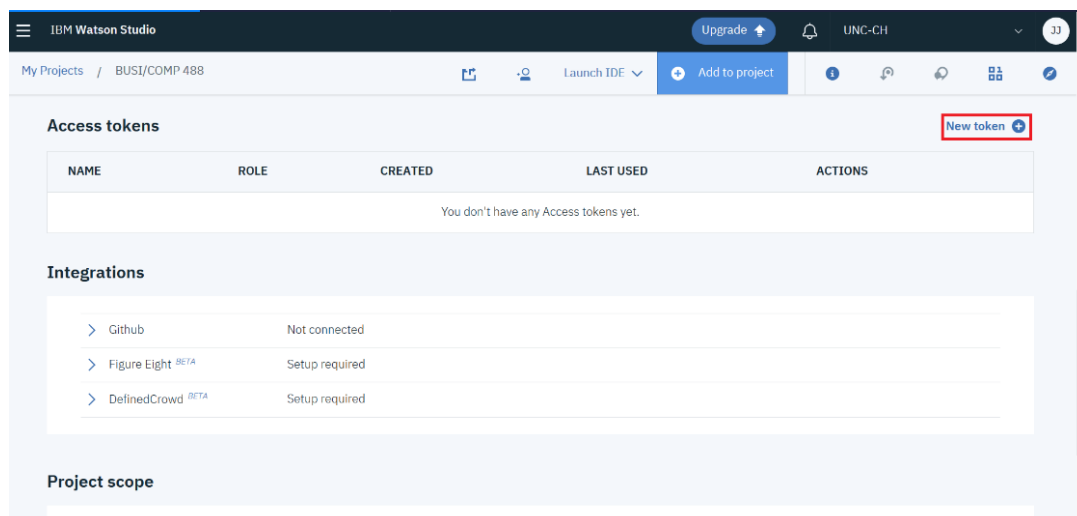 IBM Watson Studio Upgrade UNC-CH JJ
My Projects / BUSI/COMP 488 Launch IDE Add to project
Access tokens New token
NAME ROLE CREATED LAST USED ACTIONS
You don't have any Access tokens yet.
Integrations
Github Not connected
Figure Eight BETA Setup required
DefinedCrowd BETA Setup required
Project scope